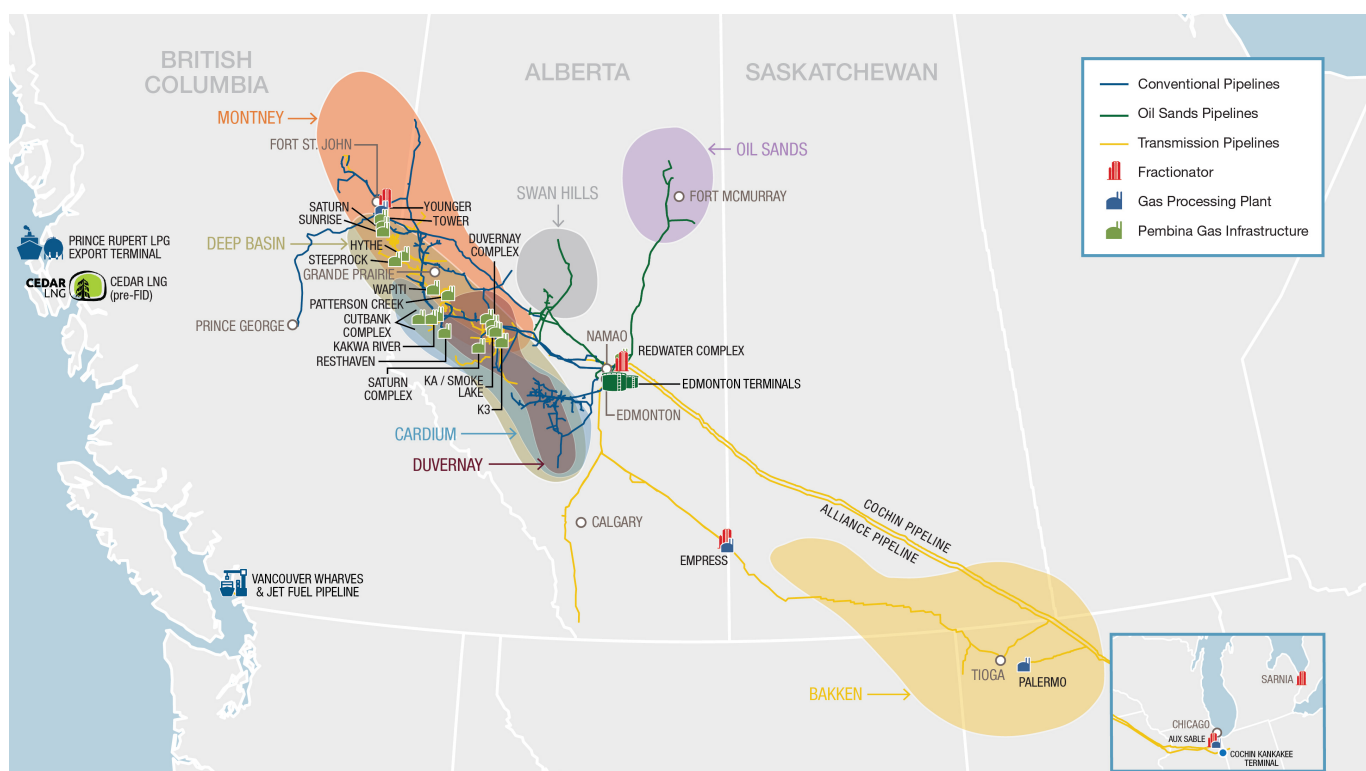 BRITISH
COLUMBIA
ALBERTA
SASKATCHEWAN
Conventional Pipelines
Oil Sands Pipelines
Transmission Pipelines
Fractionator
Gas Processing Plant
Pembina Gas Infrastructure
MONTNEY
FORT ST. JOHN
OIL SANDS
FORT MCMURRAY
SWAN HILLS
SATURN
YOUNGER
SUNRISE
TOWER
DEEP BASIN
HYTHE
DUVERNAY
COMPLEX
STEEPROCK
GRANDE PRAIRIE
WAPITI
PATTERSON CREEK
CUTBANK
COMPLEX
KAKWA RIVER
RESTHAVEN
SATURN
COMPLEX
KA / SMOKE
LAKE
K3
PRINCE RUPERT LPG
EXPORT TERMINAL
CEDAR
LNG
CEDAR LNG
(pre-FID)
PRINCE GEORGE
NAMAO
REDWATER COMPLEX
EDMONTON TERMINALS
EDMONTON
CARDIUM
DUVERNAY
CALGARY
COCHIN PIPELINE
ALLIANCE PIPELINE
EMPRESS
VANCOUVER WHARVES
& JET FUEL PIPELINE
TIOGA
PALERMO
BAKKEN
SARNIA
CHICAGO
AUX SABLE
COCHIN KANKAKEE
TERMINAL